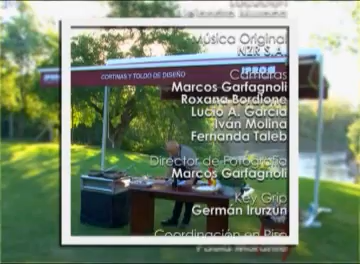 Música Original
NZR S.A.
Cámaras
Marcos Garfagnoli
Roxana Bordione
Lucio A. García
Iván Molina
Fernanda Taleb
Director de Fotografía
Marcos Garfagnoli
Key Grip
Germán Irurzún
Coordinación en Piso
CORTINAS Y TOLDO DE DISEÑO